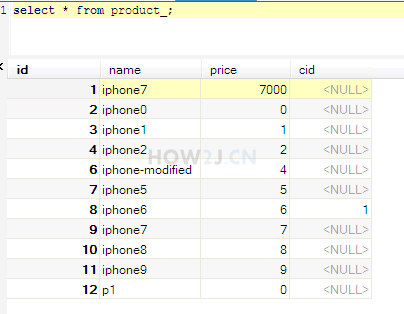 1 select * from product_;
id name price cid
1 iphone7 7000 <NULL>
2 iphone0 0 <NULL>
3 iphone1 1 <NULL>
4 iphone2 2 <NULL>
6 iphone-modified 4 <NULL>
7 iphone5 5 <NULL>
8 iphone6 6 1
9 iphone7 7 <NULL>
10 iphone8 8 <NULL>
11 iphone9 9 <NULL>
12 p1 0 <NULL>
HOW2J.CN